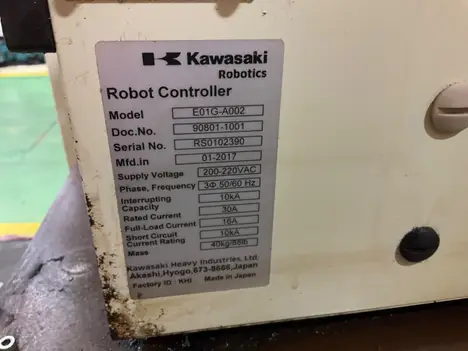 Kawasaki
Robotics
Robot Controller
Model E01G-A002
Doc.No. 90801-1001
Serial No. RS0102390
Mfd.in 01-2017
Supply Voltage 200-220VAC
Phase, Frequency 3Φ 50/60 Hz
Interrupting Capacity 10kA
Rated Current 30A
Full-Load Current 16A
Short Circuit Current Rating 10kA
Mass 40kg/88lb
Kawasaki Heavy Industries, Ltd.
Akashi,Hyogo,673-8666,Japan
Factory ID : KHI Made in Japan